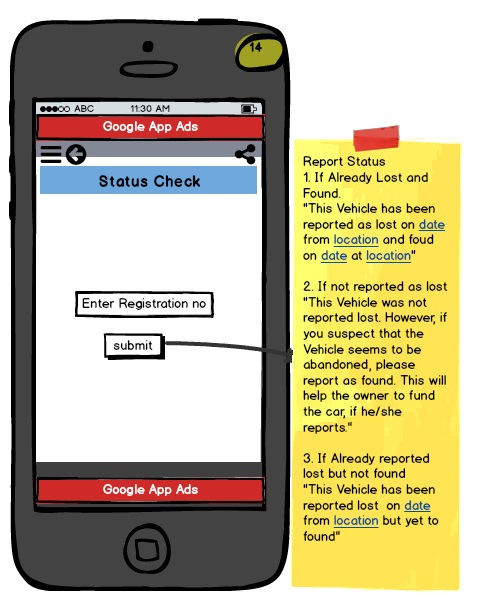 14
ABC 11:30 AM
Google App Ads
Status Check
Enter Registration no
submit
Google App Ads
Report Status
1. If Already Lost and
Found.
"This Vehicle has been
reported as lost on date
from location and foud
on date at location"
2. If not reported as lost
"This Vehicle was not
reported lost. However, if
you suspect that the
Vehicle seems to be
abandoned, please
report as found. This will
help the owner to fund
the car, if he/she
reports."
3. If Already reported
lost but not found
"This Vehicle has been
reported lost on date
from location but yet to
found"